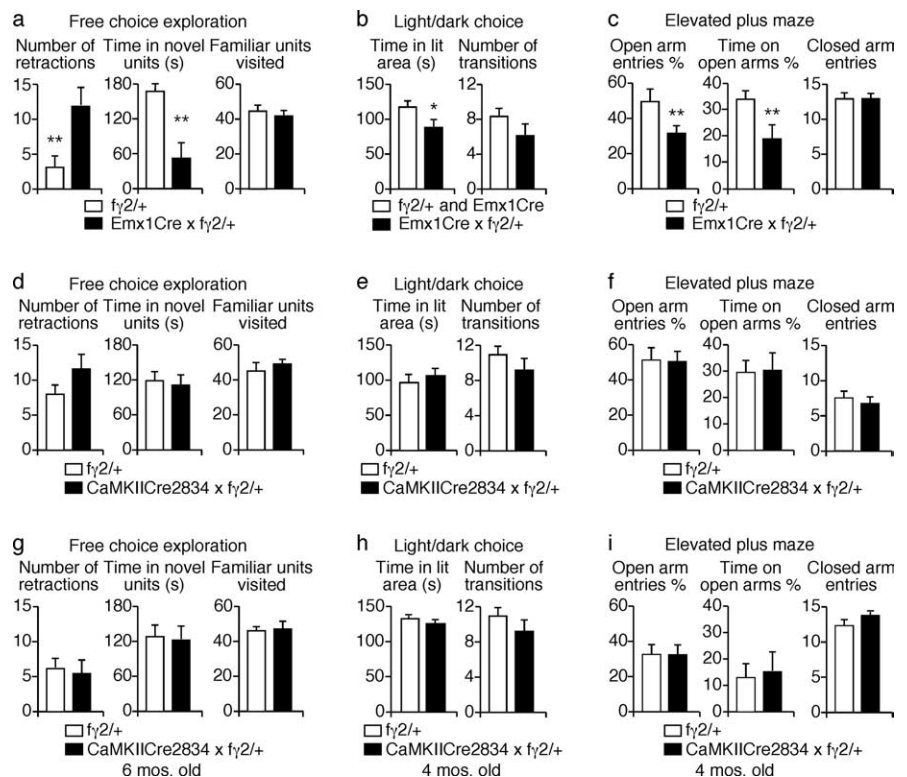 a Free choice exploration
Number of retractions
Time in novel units (s)
Familiar units visited
15
10
5
0
**
180
120
60
0
**
60
40
20
0
fγ2/+
Emx1Cre x fγ2/+
b Light/dark choice
Time in lit area (s)
Number of transitions
150
100
50
0
*
12
8
4
0
fγ2/+ and Emx1Cre
Emx1Cre x fγ2/+
c Elevated plus maze
Open arm entries %
Time on open arms %
Closed arm entries
60
40
20
0
**
40
30
20
10
0
**
15
10
5
0
fγ2/+
Emx1Cre x fγ2/+
d Free choice exploration
Number of retractions
Time in novel units (s)
Familiar units visited
15
10
5
0
180
120
60
0
60
40
20
0
fγ2/+
CaMKIICre2834 x fγ2/+
e Light/dark choice
Time in lit area (s)
Number of transitions
150
100
50
0
12
8
4
0
fγ2/+
CaMKIICre2834 x fγ2/+
f Elevated plus maze
Open arm entries %
Time on open arms %
Closed arm entries
60
40
20
0
40
30
20
10
0
15
10
5
0
fγ2/+
CaMKIICre2834 x fγ2/+
g Free choice exploration
Number of retractions
Time in novel units (s)
Familiar units visited
15
10
5
0
180
120
60
0
60
40
20
0
fγ2/+
CaMKIICre2834 x fγ2/+
6 mos. old
h Light/dark choice
Time in lit area (s)
Number of transitions
150
100
50
0
12
8
4
0
fγ2/+
CaMKIICre2834 x fγ2/+
4 mos. old
i Elevated plus maze
Open arm entries %
Time on open arms %
Closed arm entries
60
40
20
0
40
30
20
10
0
15
10
5
0
fγ2/+
CaMKIICre2834 x fγ2/+
4 mos. old